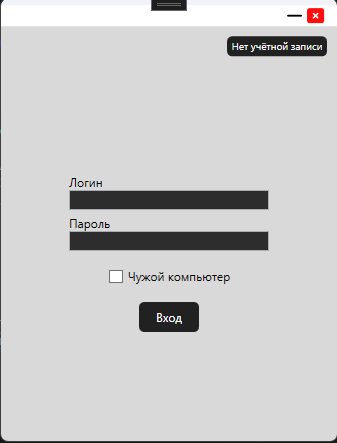 Нет учётной записи
Логин
Пароль
Чужой компьютер
Вход